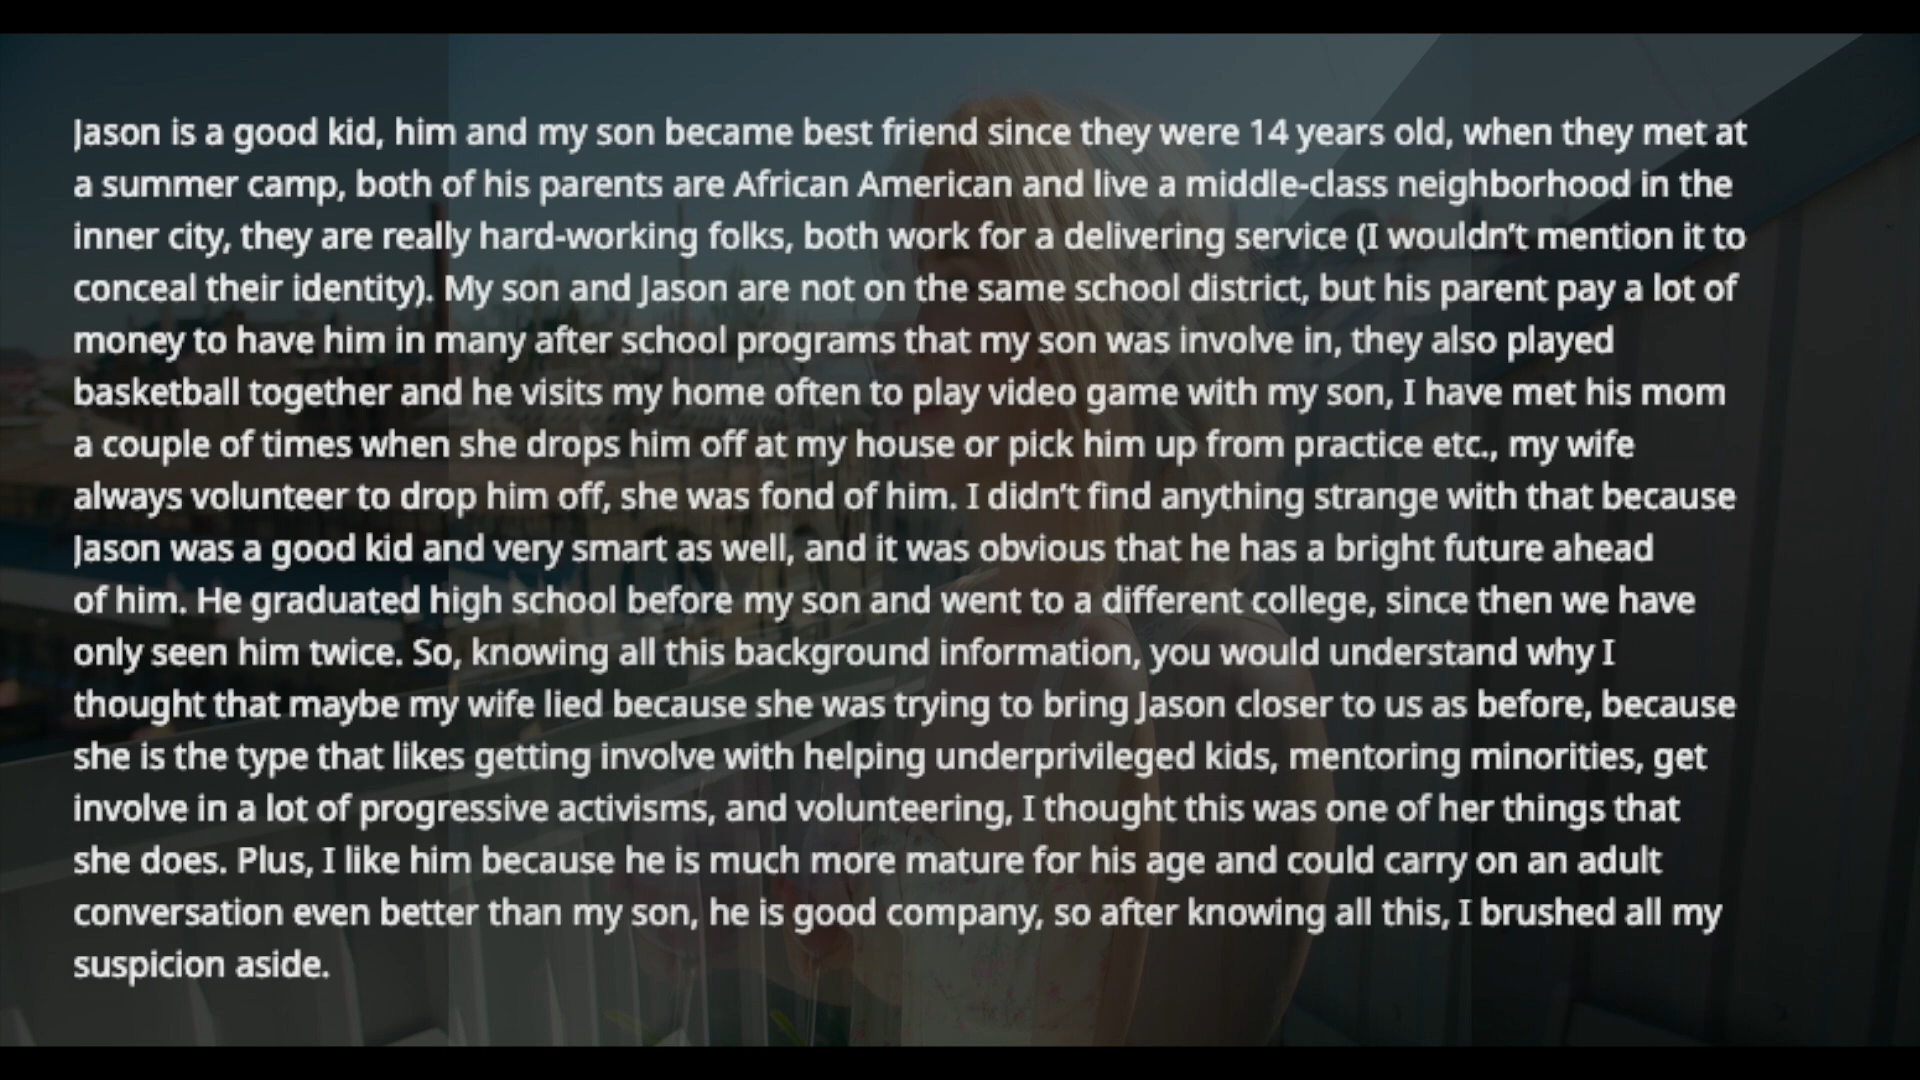 Jason is a good kid, him and my son became best friend since they were 14 years old, when they met at
a summer camp, both of his parents are African American and live a middle-class neighborhood in the
inner city, they are really hard-working folks, both work for a delivering service (I wouldn’t mention it to
conceal their identity). My son and Jason are not on the same school district, but his parent pay a lot of
money to have him in many after school programs that my son was involve in, they also played
basketball together and he visits my home often to play video game with my son, I have met his mom
a couple of times when she drops him off at my house or pick him up from practice etc., my wife
always volunteer to drop him off, she was fond of him. I didn’t find anything strange with that because
Jason was a good kid and very smart as well, and it was obvious that he has a bright future ahead
of him. He graduated high school before my son and went to a different college, since then we have
only seen him twice. So, knowing all this background information, you would understand why I
thought that maybe my wife lied because she was trying to bring Jason closer to us as before, because
she is the type that likes getting involve with helping underprivileged kids, mentoring minorities, get
involve in a lot of progressive activisms, and volunteering, I thought this was one of her things that
she does. Plus, I like him because he is much more mature for his age and could carry on an adult
conversation even better than my son, he is good company, so after knowing all this, I brushed all my
suspicion aside.